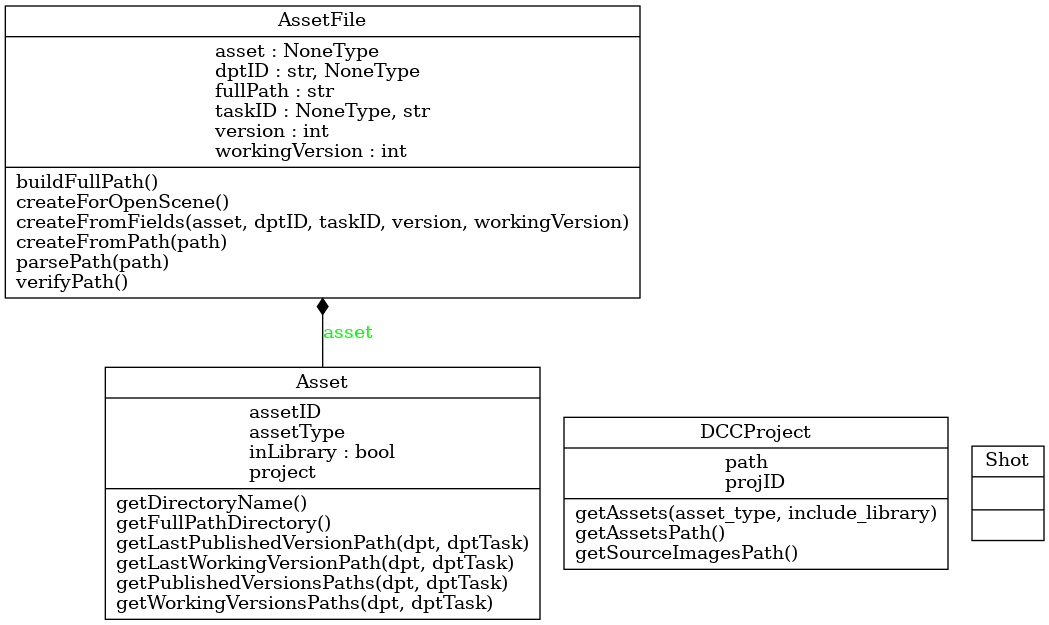 AssetFile
asset : NoneType
dptID : str, NoneType
fullPath : str
taskID : NoneType, str
version : int
workingVersion : int
buildFullPath()
createForOpenScene()
createFromFields(asset, dptID, taskID, version, workingVersion)
createFromPath(path)
parsePath(path)
verifyPath()
asset
Asset
assetID
assetType
inLibrary : bool
project
getDirectoryName()
getFullPathDirectory()
getLastPublishedVersionPath(dpt, dptTask)
getLastWorkingVersionPath(dpt, dptTask)
getPublishedVersionsPaths(dpt, dptTask)
getWorkingVersionsPaths(dpt, dptTask)
DCCProject
path
projID
getAssets(asset_type, include_library)
getAssetsPath()
getSourceImagesPath()
Shot